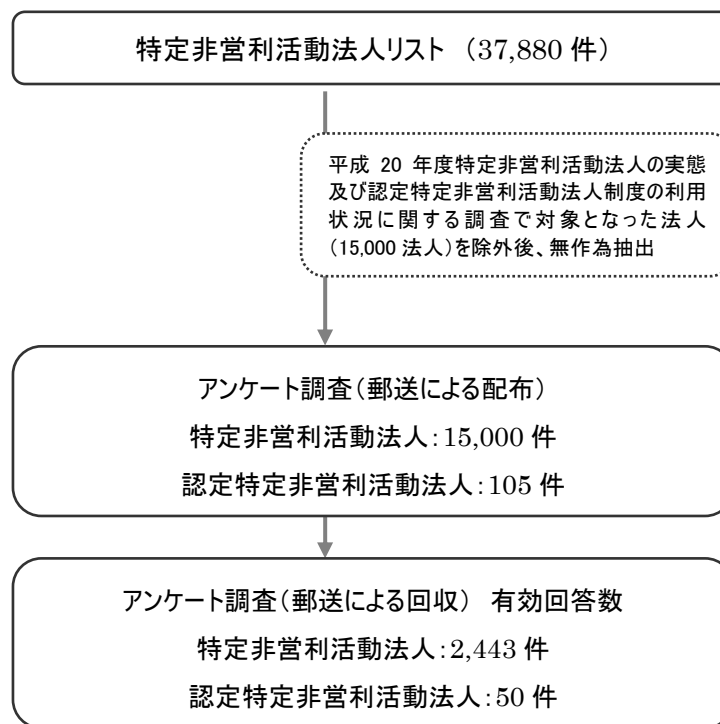 特定非営利活動法人リスト （37,880 件）
平成 20 年度特定非営利活動法人の実態
及び認定特定非営利活動法人制度の利用
状況に関する調査で対象となった法人
（15,000 法人）を除外後、無作為抽出
アンケート調査（郵送による配布）
特定非営利活動法人：15,000 件
認定特定非営利活動法人：105 件
アンケート調査（郵送による回収） 有効回答数
特定非営利活動法人：2,443 件
認定特定非営利活動法人：50 件